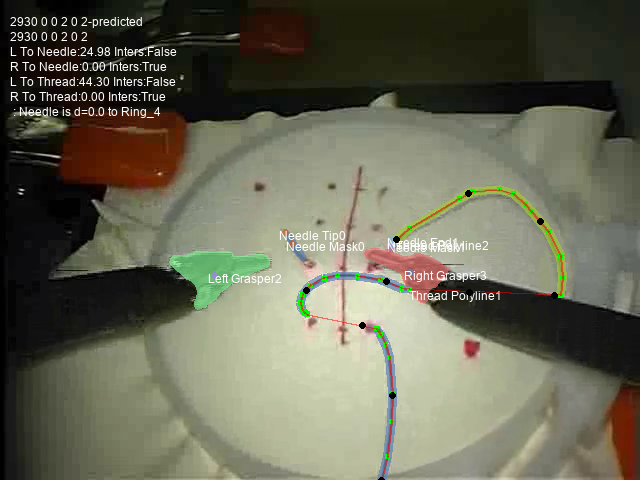 2930 0 0 2 0 2-predicted
2930 0 0 2 0 2
L To Needle:24.98 Inters:False
R To Needle:0.00 Inters:True
L To Thread:44.30 Inters:False
R To Thread:0.00 Inters:True
: Needle is d=0.0 to Ring_4
Needle Tip0
Needle Mask0
Left Grasper2
Right Grasper3
Thread Polyline1